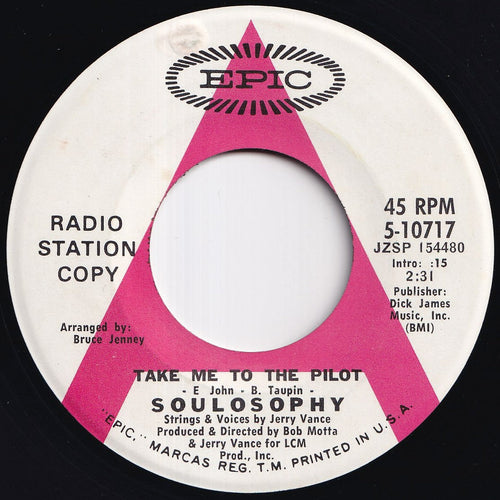 EPIC
RADIO
STATION
COPY
45 RPM
5-10717
JZSP 154480
Intro: :15
2:31
Publisher:
Dick James
Music, Inc.
(BMI)
Arranged by:
Bruce Jenney
TAKE ME TO THE PILOT
- E John - B. Taupin -
SOULOSOPHY
Strings & Voices by Jerry Vance
Produced & Directed by Bob Motta
& Jerry Vance for LCM
Prod., Inc.
"EPIC," MARCAS REG. T.M. PRINTED IN U.S.A.